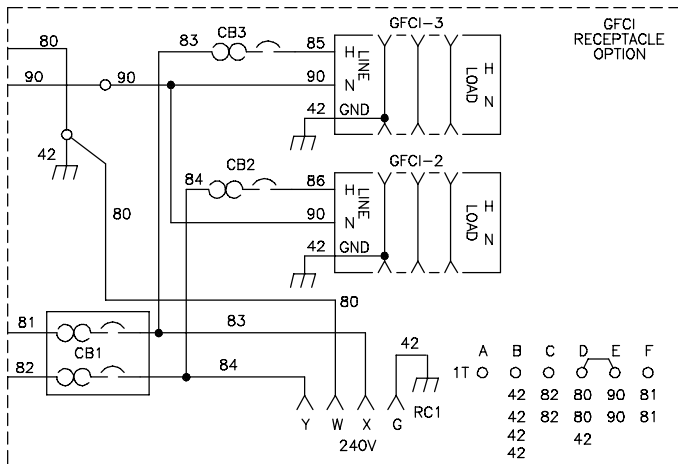 GFCI
RECEPTACLE
OPTION
80
83
CB3
85
GFCI-3
H
LINE
LOAD
H
N
90
90
90
N
42
GND
42
84
CB2
86
GFCI-2
H
LINE
LOAD
H
N
80
90
N
42
GND
80
81
83
CB1
82
84
42
RC1
Y W X G
240V
A B C D E F
1T
42 82 80 90 81
42 82 80 90 81
42 42
42